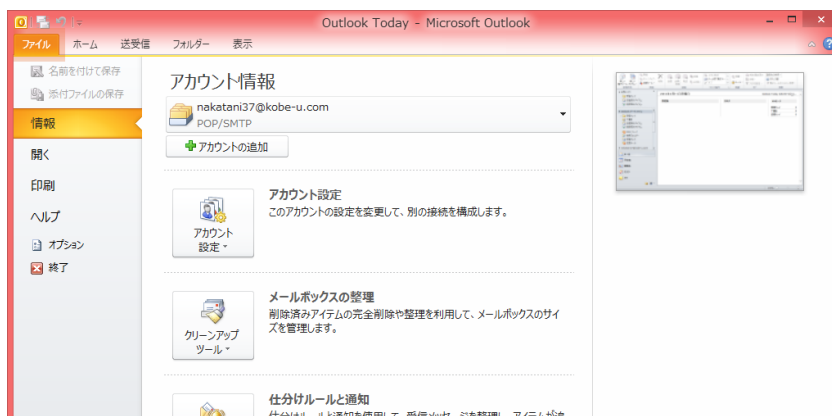 Outlook Today - Microsoft Outlook
ファイル ホーム 送受信 フォルダー 表示
名前を付けて保存
添付ファイルの保存
情報
開く
印刷
ヘルプ
オプション
終了
アカウント情報
nakatani37@kobe-u.com
POP/SMTP
アカウントの追加
アカウント
設定
アカウント設定
このアカウントの設定を変更して、別の接続を構成します。
クリーンアップ
ツール
メールボックスの整理
削除済みアイテムの完全削除や整理を利用して、メールボックスのサイ
ズを管理します。
仕分けルールと通知